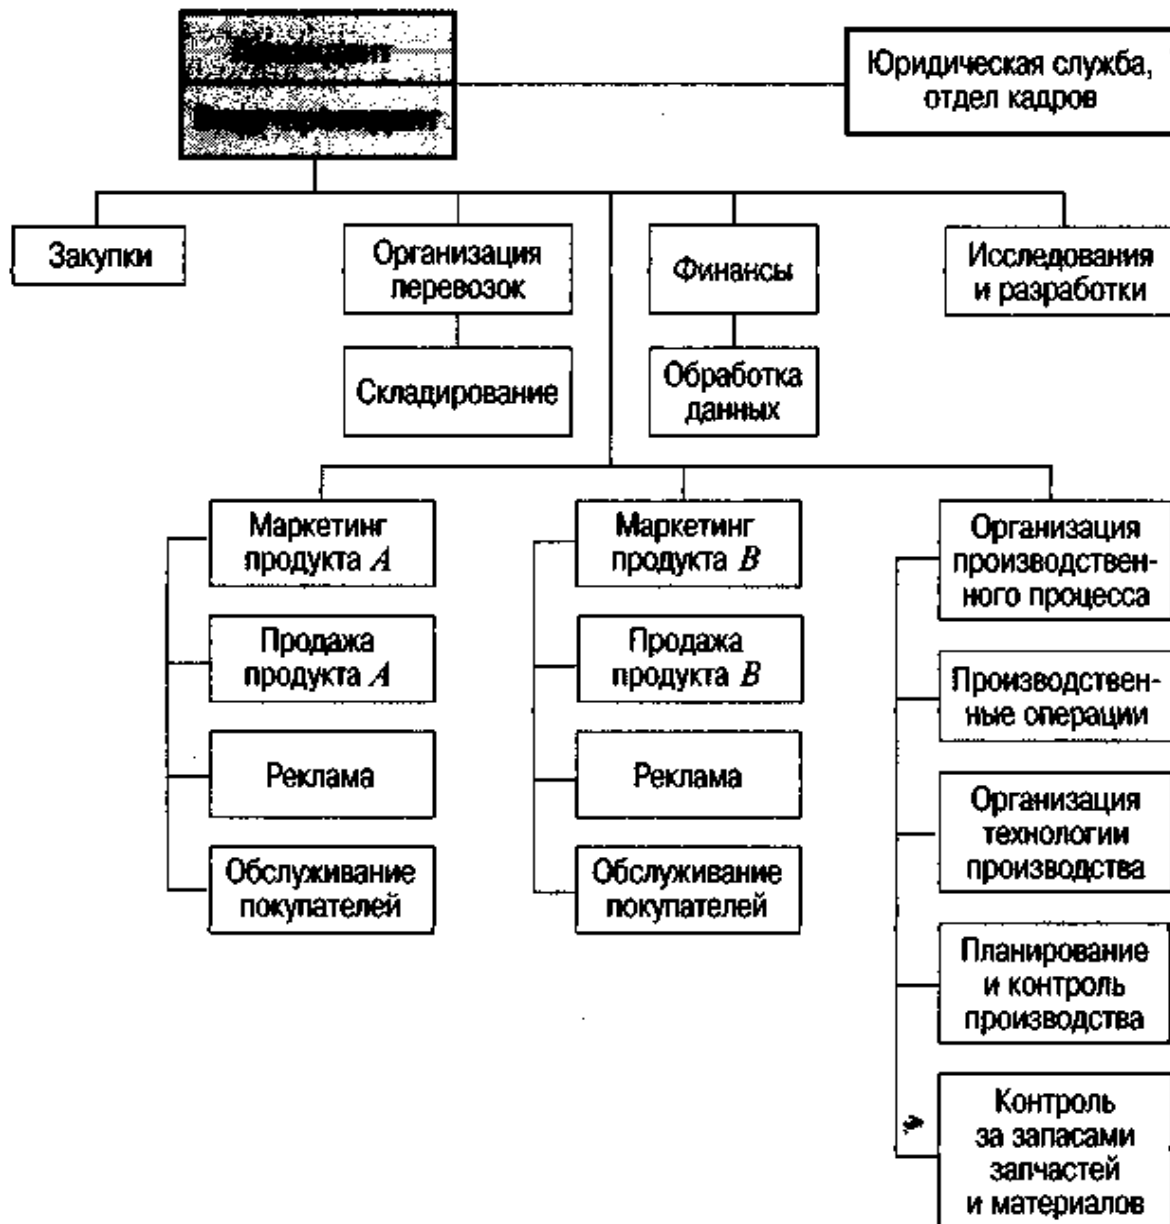 Юридическая служба,
отдел кадров
Закупки
Организация
перевозок
Финансы
Исследования
и разработки
Складирование
Обработка
данных
Маркетинг
продукта A
Маркетинг
продукта B
Организация
производствен-
ного процесса
Продажа
продукта A
Продажа
продукта B
Производствен-
ные операции
Реклама
Реклама
Организация
технологии
производства
Обслуживание
покупателей
Обслуживание
покупателей
Планирование
и контроль
производства
Контроль
за запасами
запчастей
и материалов